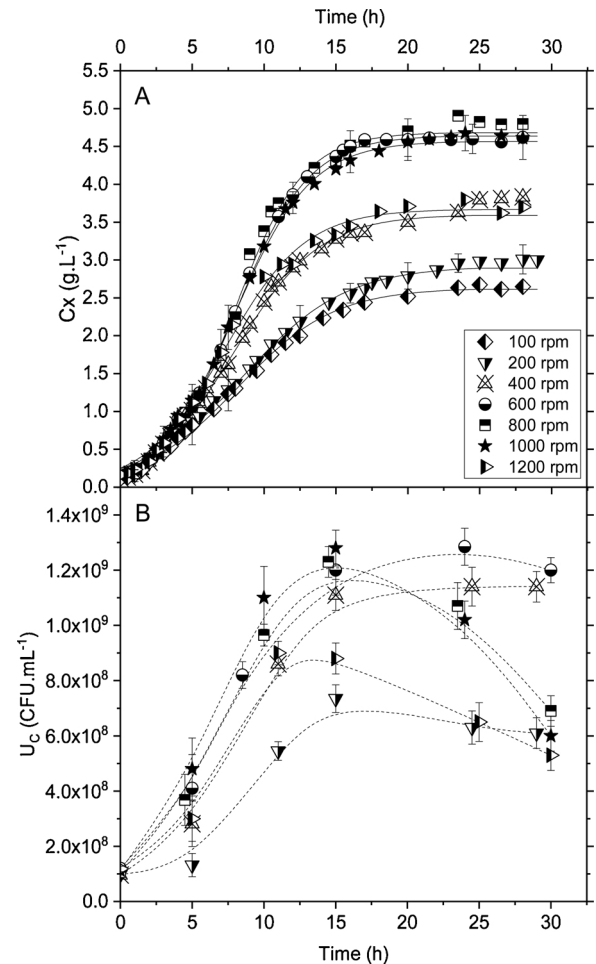 Time (h)
0 5 10 15 20 25 30
A
5.5
5.0
4.5
4.0
3.5
3.0
2.5
2.0
1.5
1.0
0.5
0.0
Cx (g.L⁻¹)
100 rpm
200 rpm
400 rpm
600 rpm
800 rpm
1000 rpm
1200 rpm
B
1.4x10⁹
1.2x10⁹
1.0x10⁹
8.0x10⁸
6.0x10⁸
4.0x10⁸
2.0x10⁸
0.0
U_C (CFU.mL⁻¹)
0 5 10 15 20 25 30
Time (h)